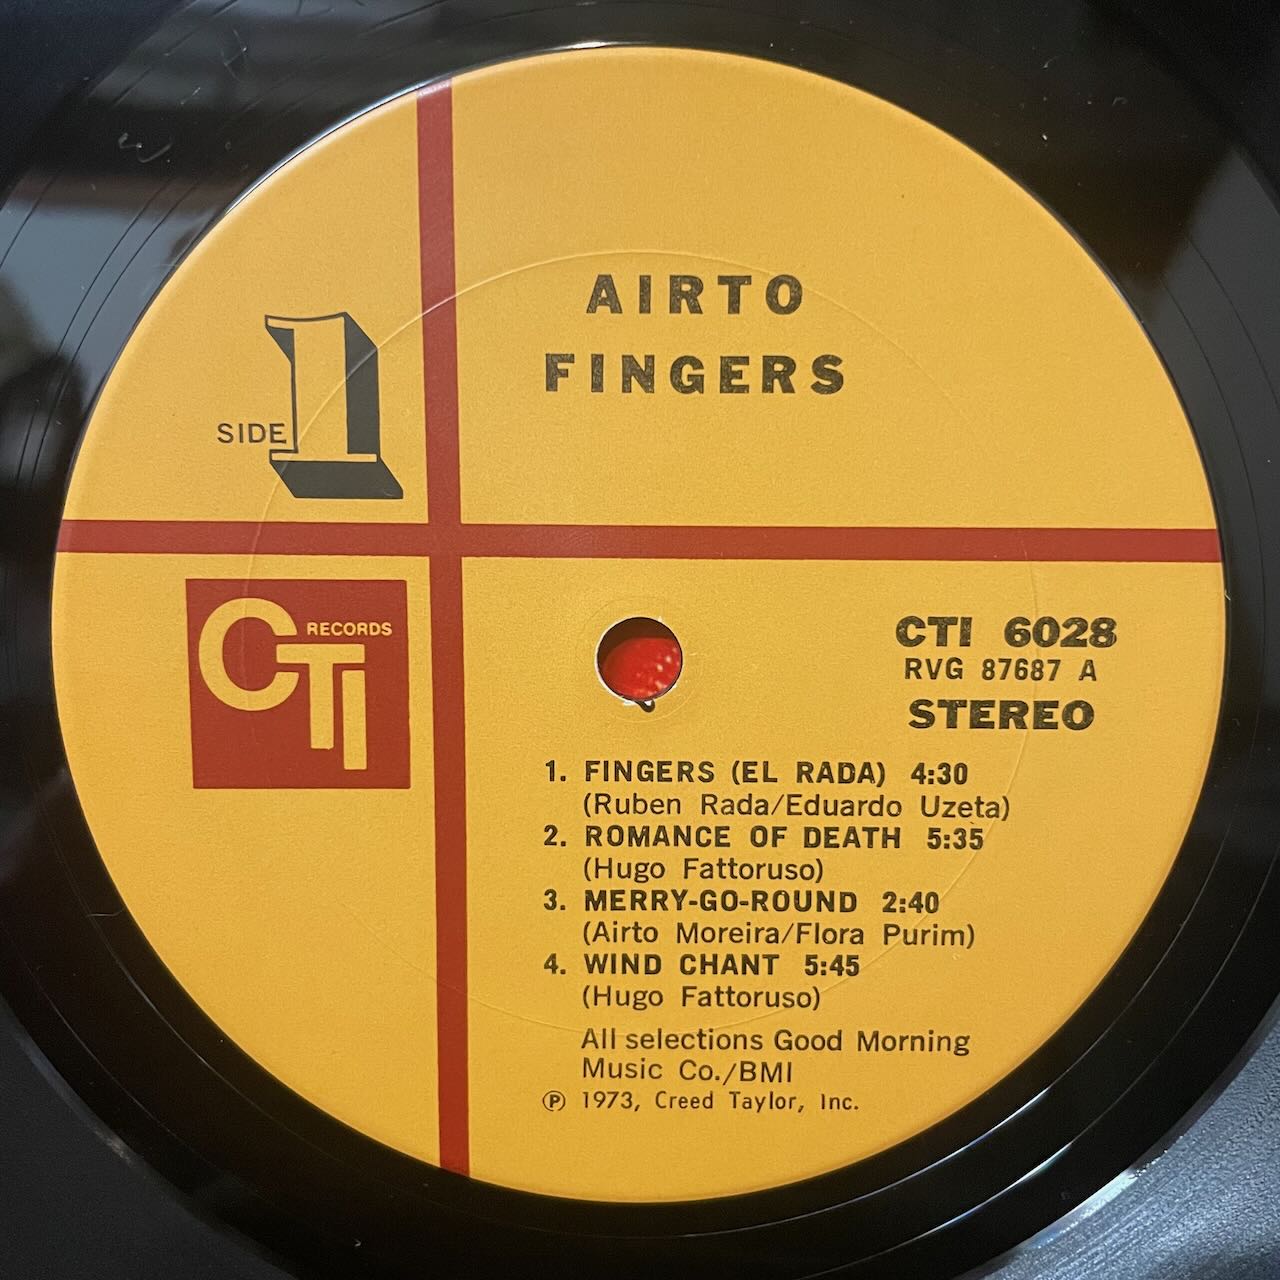 AIRTO
FINGERS
SIDE 1
CTI RECORDS
CTI 6028
RVG 87687 A
STEREO
1. FINGERS (EL RADA) 4:30
(Ruben Rada/Eduardo Uzeta)
2. ROMANCE OF DEATH 5:35
(Hugo Fattoruso)
3. MERRY-GO-ROUND 2:40
(Airto Moreira/Flora Purim)
4. WIND CHANT 5:45
(Hugo Fattoruso)
All selections Good Morning
Music Co./BMI
℗ 1973, Creed Taylor, Inc.